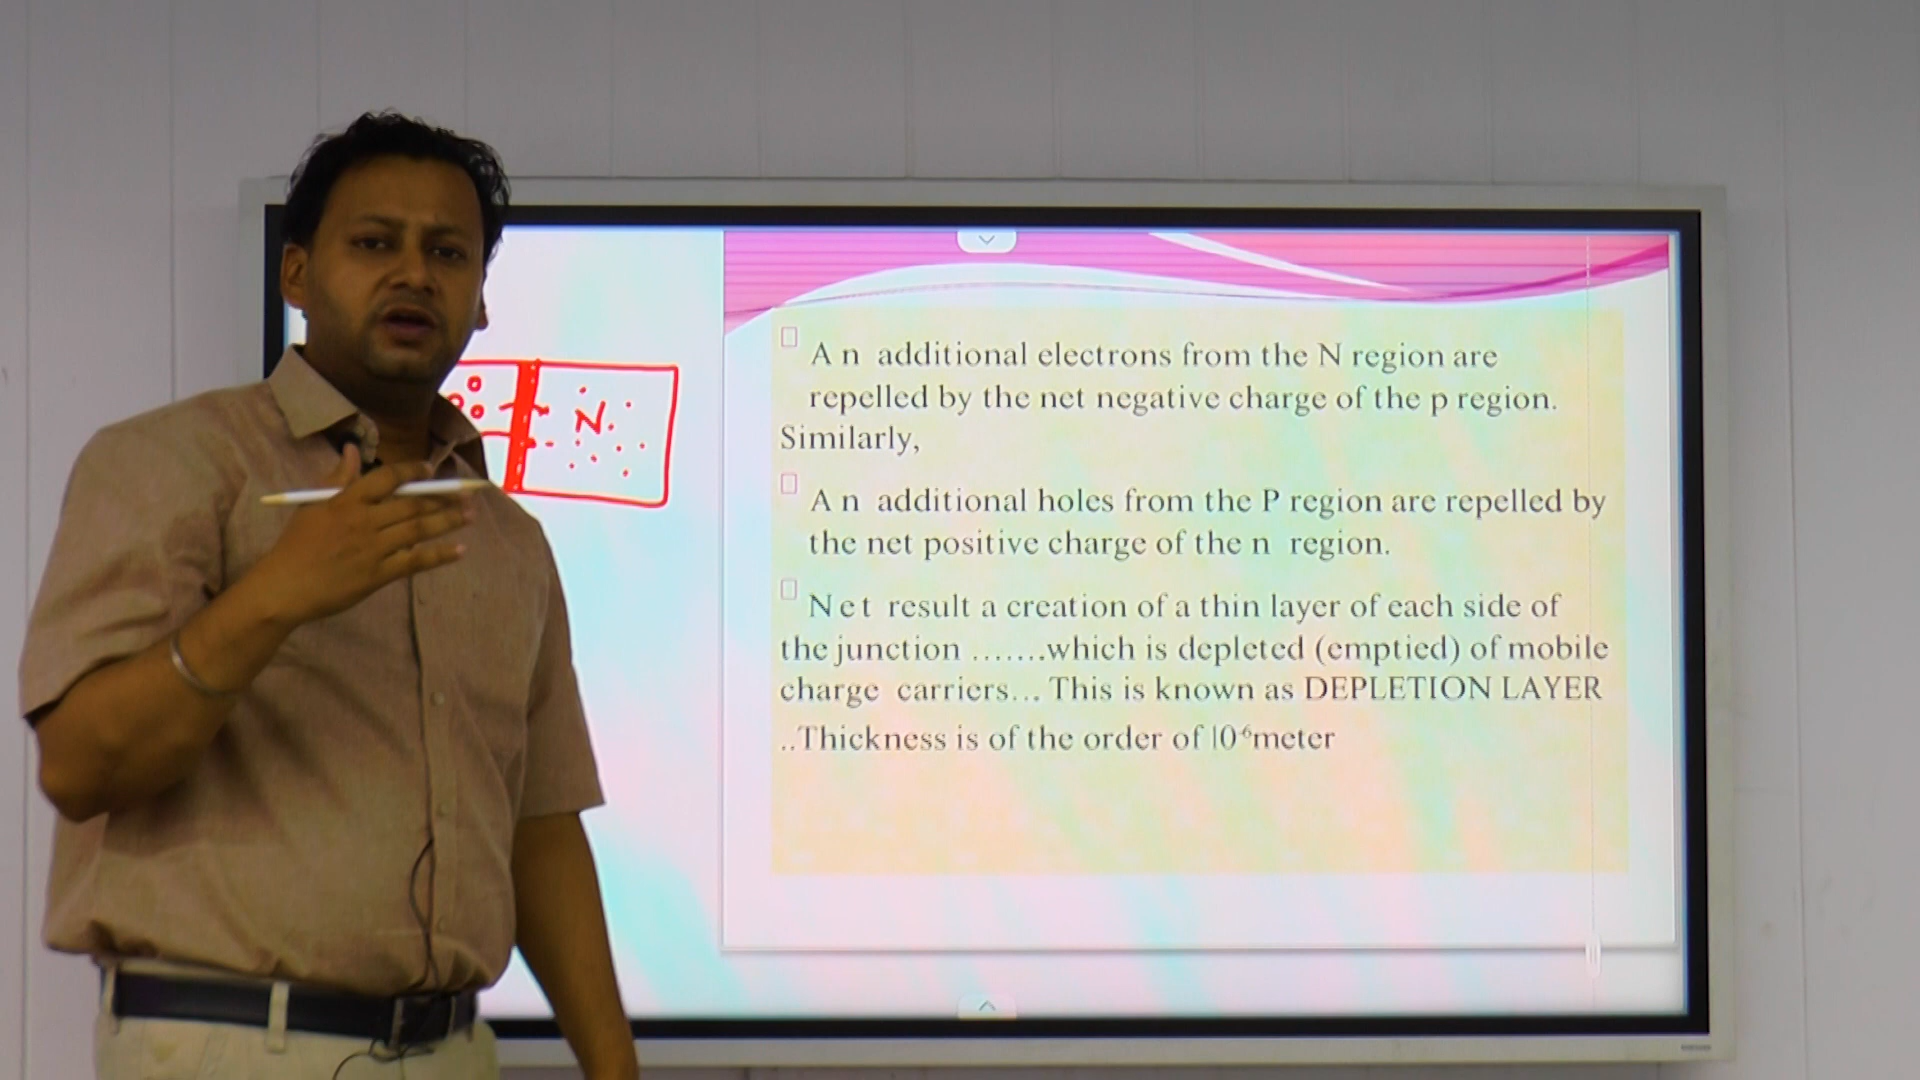 N.
A n additional electrons from the N region are
repelled by the net negative charge of the p region.
Similarly,
A n additional holes from the P region are repelled by
the net positive charge of the n region.
N e t result a creation of a thin layer of each side of
the junction .......which is depleted (emptied) of mobile
charge carriers... This is known as DEPLETION LAYER
..Thickness is of the order of 10⁶meter